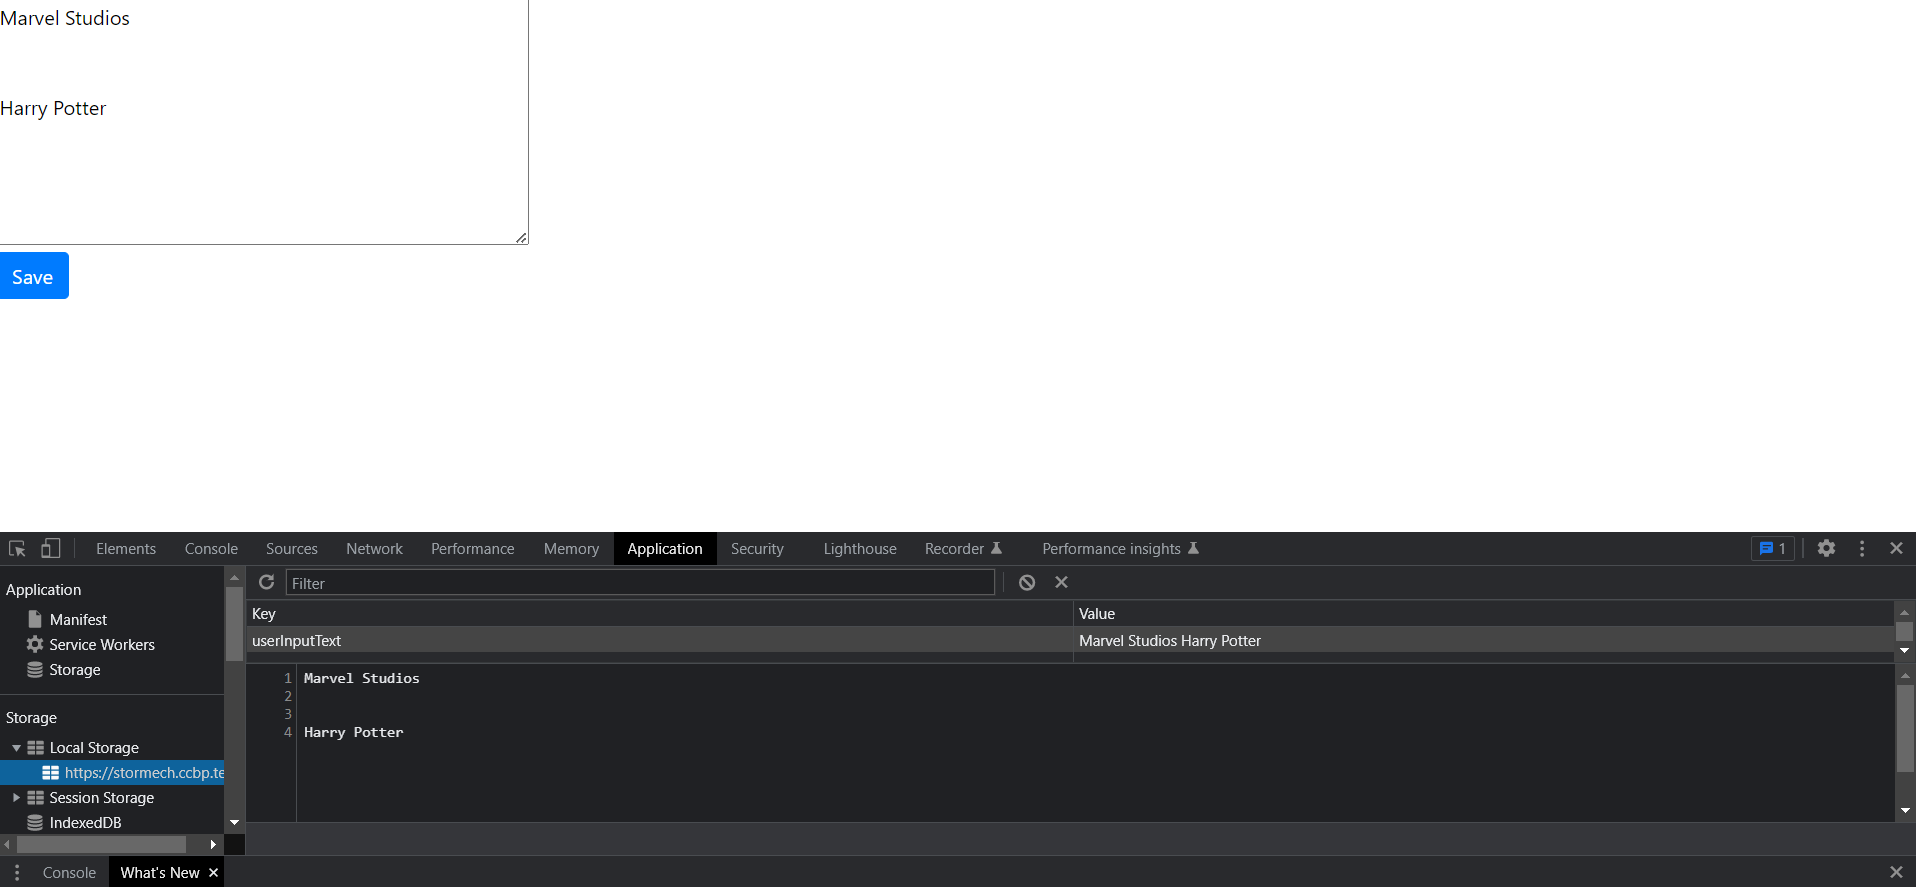 Marvel Studios
Harry Potter
Save
Elements Console Sources Network Performance Memory Application Security Lighthouse Recorder Performance insights 1
Application
Manifest
Service Workers
Storage
Storage
Local Storage
https://stormech.ccbp.te
Session Storage
IndexedDB
Filter
Key Value
userInputText Marvel Studios Harry Potter
1 Marvel Studios
2
3
4 Harry Potter
Console What's New